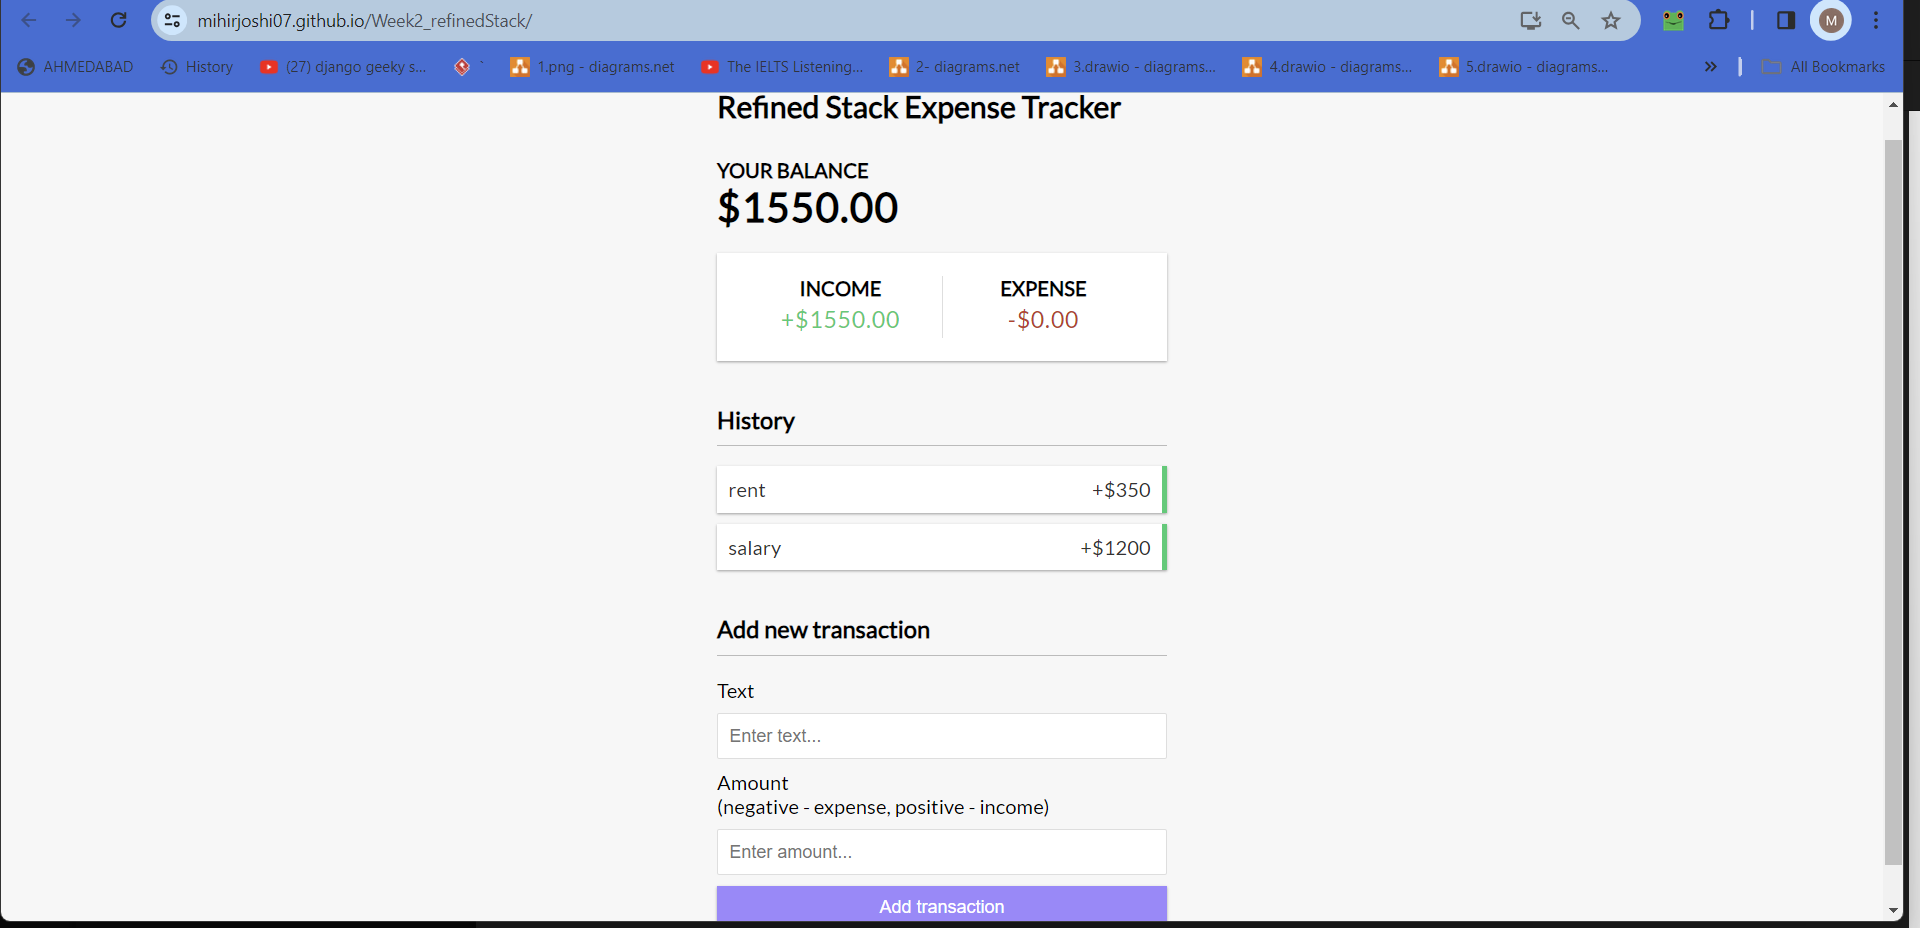 mihirjoshi07.github.io/Week2_refinedStack/
M
AHMEDABAD History (27) django geeky s... ` 1.png - diagrams.net The IELTS Listening... 2- diagrams.net 3.drawio - diagrams... 4.drawio - diagrams... 5.drawio - diagrams... » All Bookmarks
Refined Stack Expense Tracker
YOUR BALANCE
$1550.00
INCOME EXPENSE
+$1550.00 -$0.00
History
rent +$350
salary +$1200
Add new transaction
Text
Enter text...
Amount
(negative - expense, positive - income)
Enter amount...
Add transaction